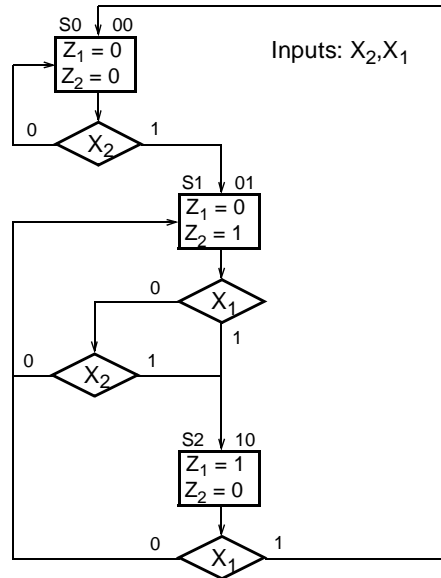 S0 00
Z₁ = 0
Z₂ = 0
Inputs: X₂,X₁
0 X₂ 1
S1 01
Z₁ = 0
Z₂ = 1
0 X₁
1
0 X₂ 1
S2 10
Z₁ = 1
Z₂ = 0
0 X₁ 1